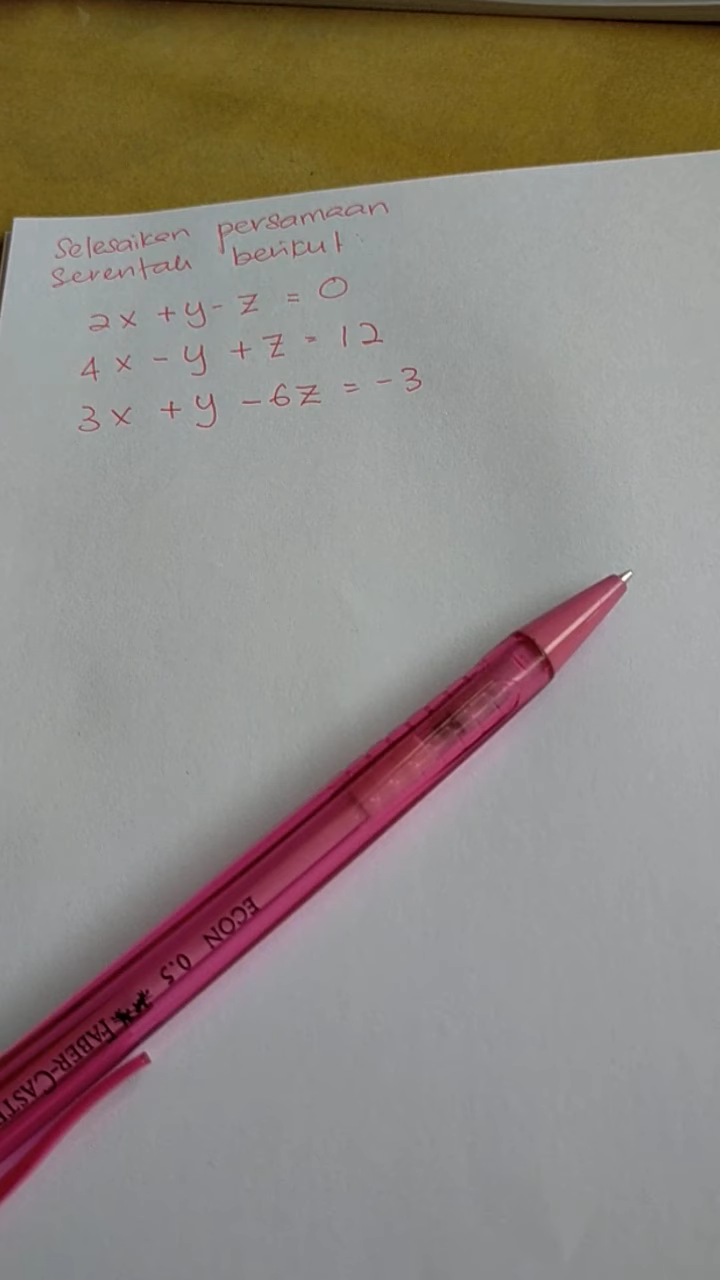 Selesaikan persamaan
serentak berikut:
2x + y - z = 0
4x - y + z = 12
3x + y - 6z = -3
ECON 0.5 FABER-CASTE